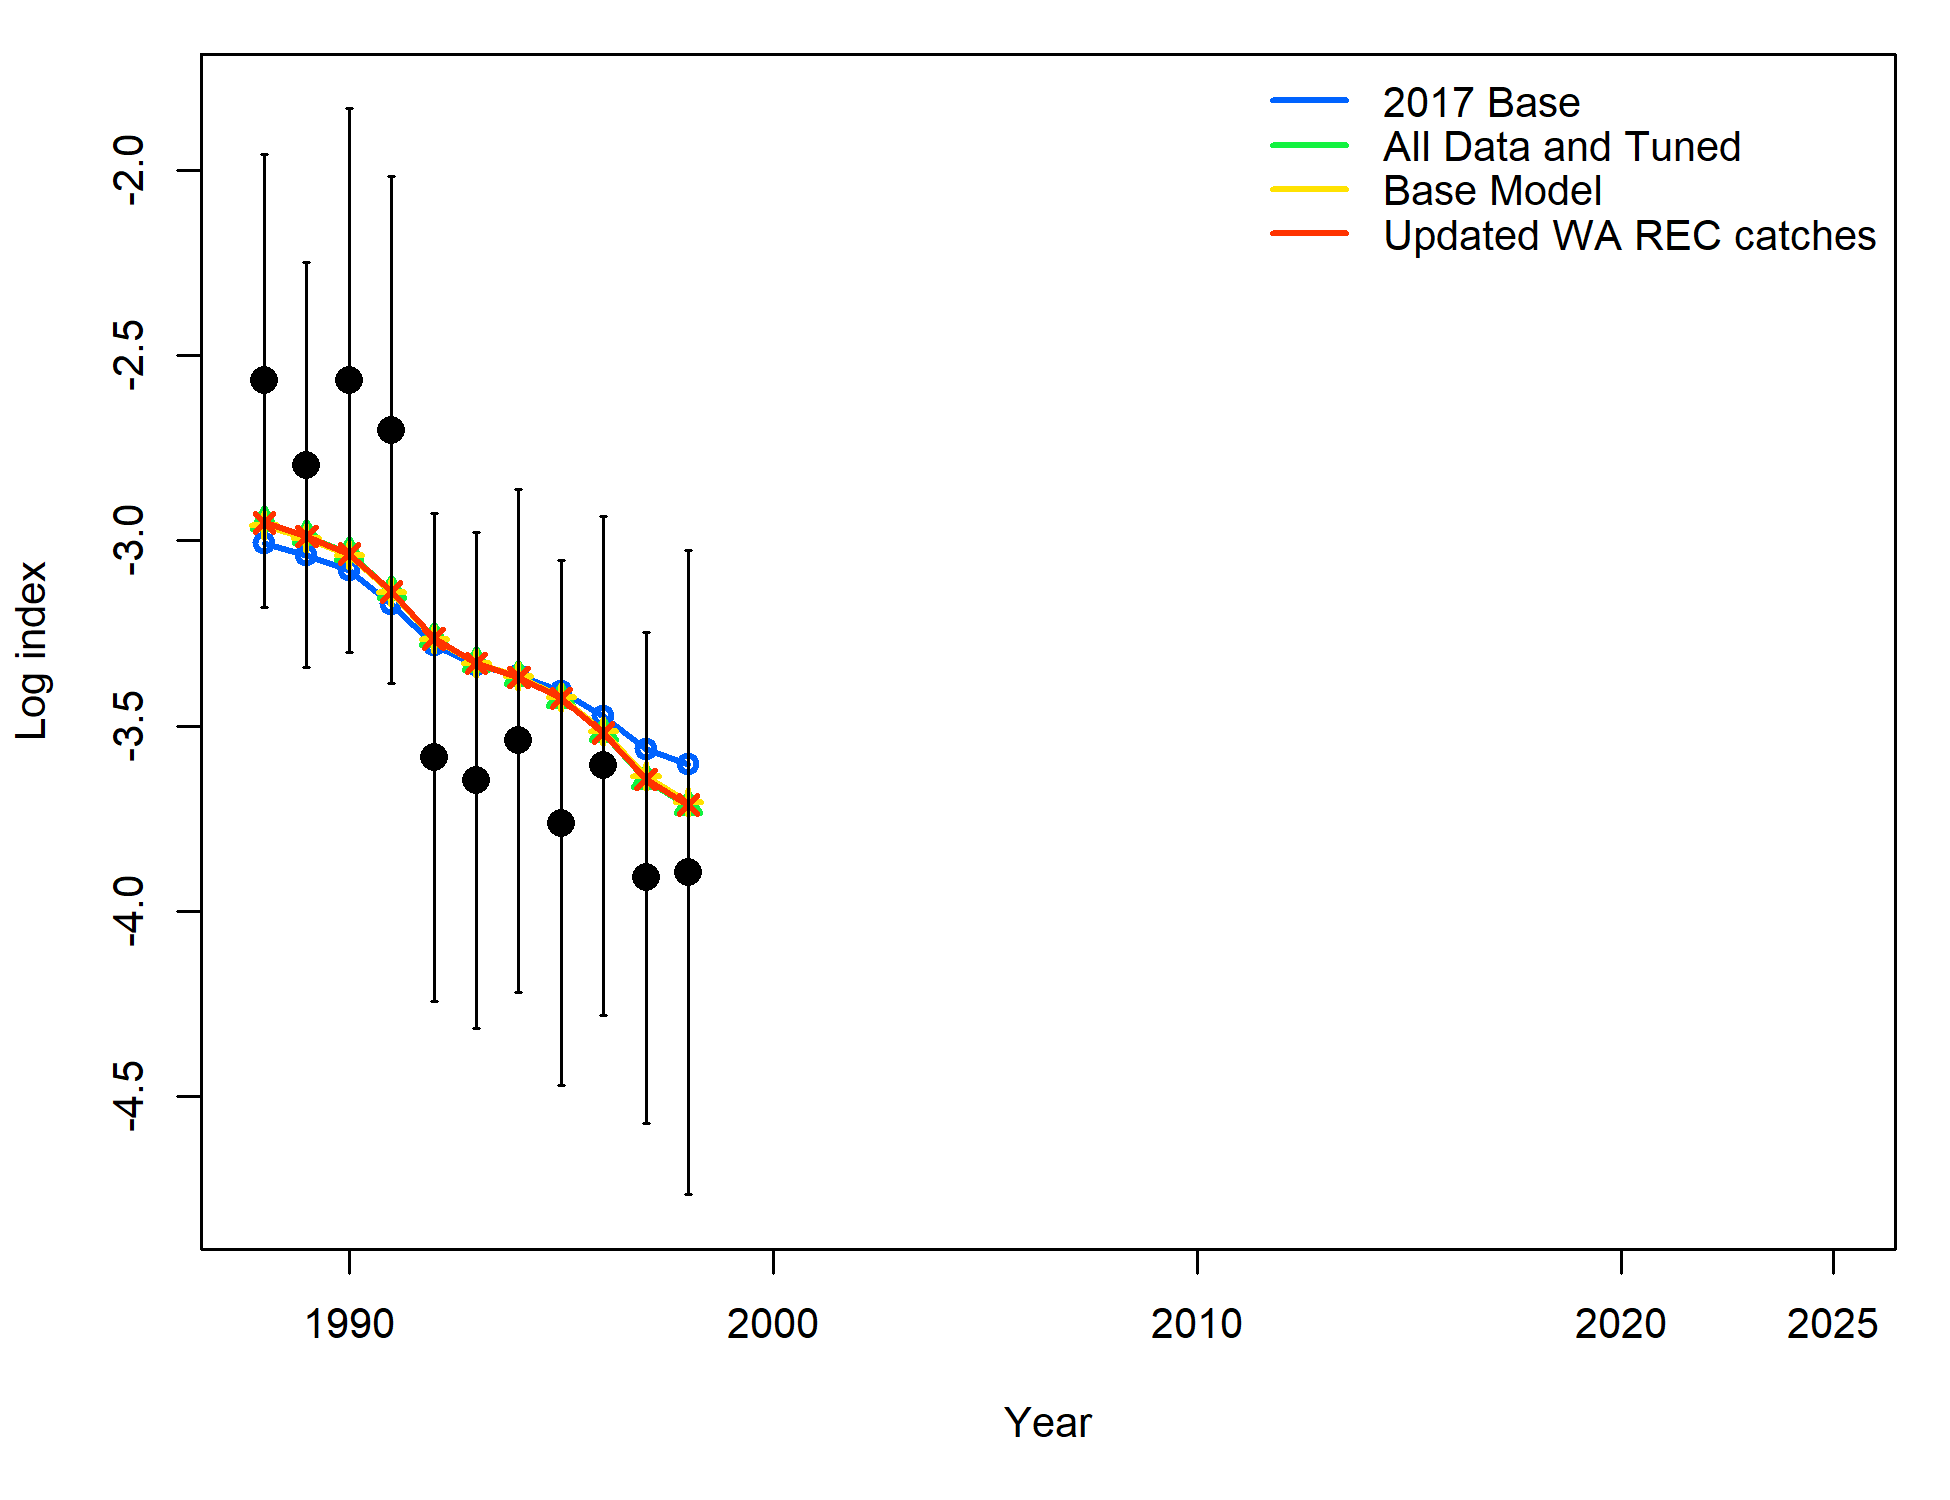 2017 Base
All Data and Tuned
Base Model
Updated WA REC catches
Log index
-2.0
-2.5
-3.0
-3.5
-4.0
-4.5
1990 2000 2010 2020 2025
Year